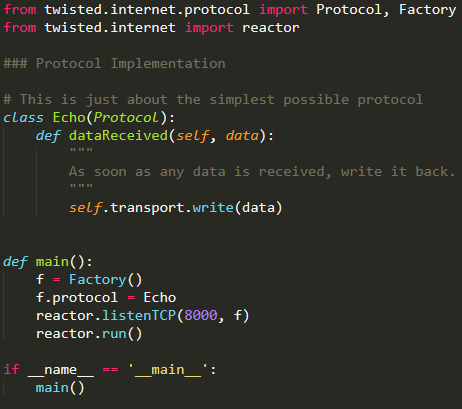 from twisted.internet.protocol import Protocol, Factory
from twisted.internet import reactor

### Protocol Implementation

# This is just about the simplest possible protocol
class Echo(Protocol):
    def dataReceived(self, data):
        """
        As soon as any data is received, write it back.
        """
        self.transport.write(data)


def main():
    f = Factory()
    f.protocol = Echo
    reactor.listenTCP(8000, f)
    reactor.run()

if __name__ == '__main__':
    main()